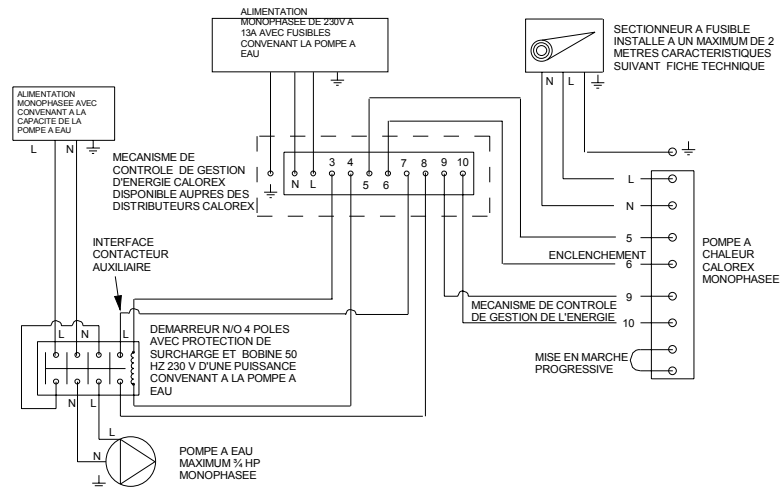 ALIMENTATION
MONOPHASÉE DE 230V A
13A AVEC FUSIBLES
CONVENANT LA POMPE A
EAU
SECTIONNEUR A FUSIBLE
INSTALLE A UN MAXIMUM DE 2
METRES CARACTERISTIQUES
SUIVANT FICHE TECHNIQUE
N L
ALIMENTATION
MONOPHASEE AVEC
CONVENANT A LA
CAPACITE DE LA
POMPE A EAU
L N
MECANISME DE
CONTROLE DE GESTION
D'ENERGIE CALOREX
DISPONIBLE AUPRES DES
DISTRIBUTEURS CALOREX
N L 3 4 5 6 7 8 9 10
L
N
5
ENCLENCHEMENT 6
9
MECANISME DE CONTROLE
DE GESTION DE L'ENERGIE 10
MISE EN MARCHE
PROGRESSIVE
POMPE A
CHALEUR
CALOREX
MONOPHASEE
INTERFACE
CONTACTEUR
AUXILIAIRE
L N L
DEMARREUR N/O 4 POLES
AVEC PROTECTION DE
SURCHARGE ET BOBINE 50
HZ 230 V D'UNE PUISSANCE
CONVENANT A LA POMPE A
EAU
N L
L
N
POMPE A EAU
MAXIMUM ¾ HP
MONOPHASEE